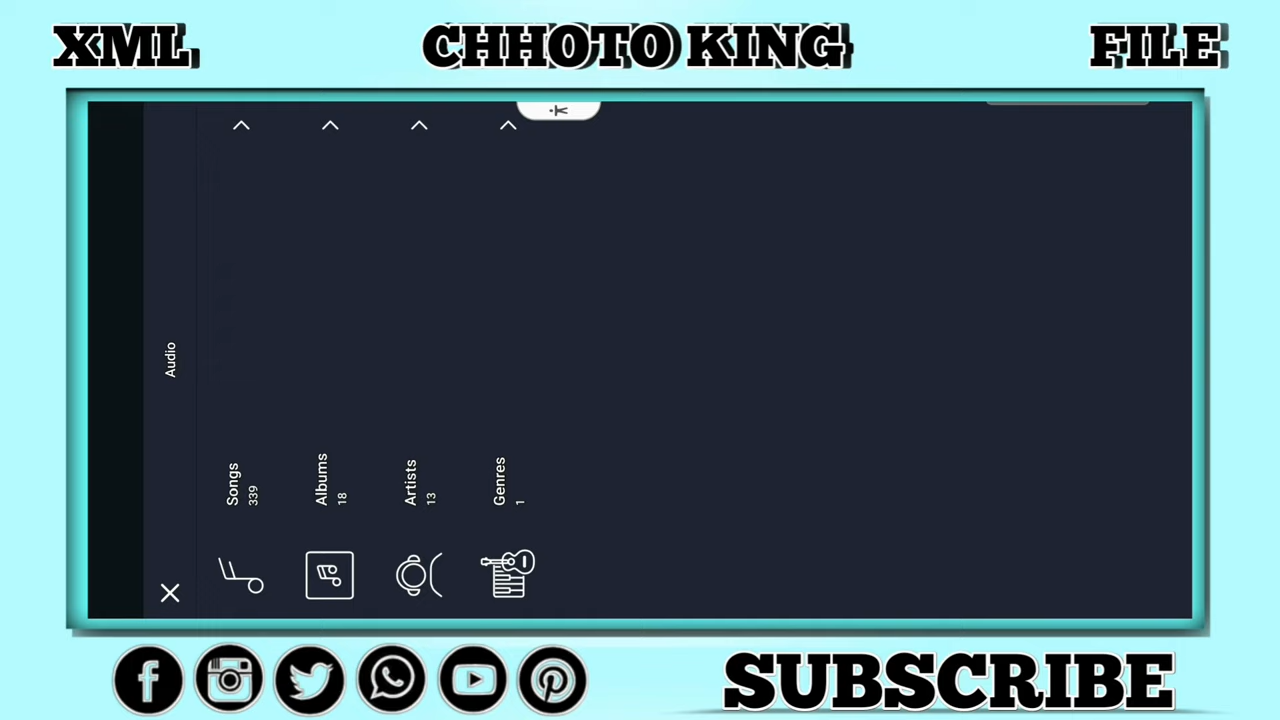 XML
CHHOTO KING
FILE
Audio
Songs
339
Albums
18
Artists
13
Genres
1
SUBSCRIBE